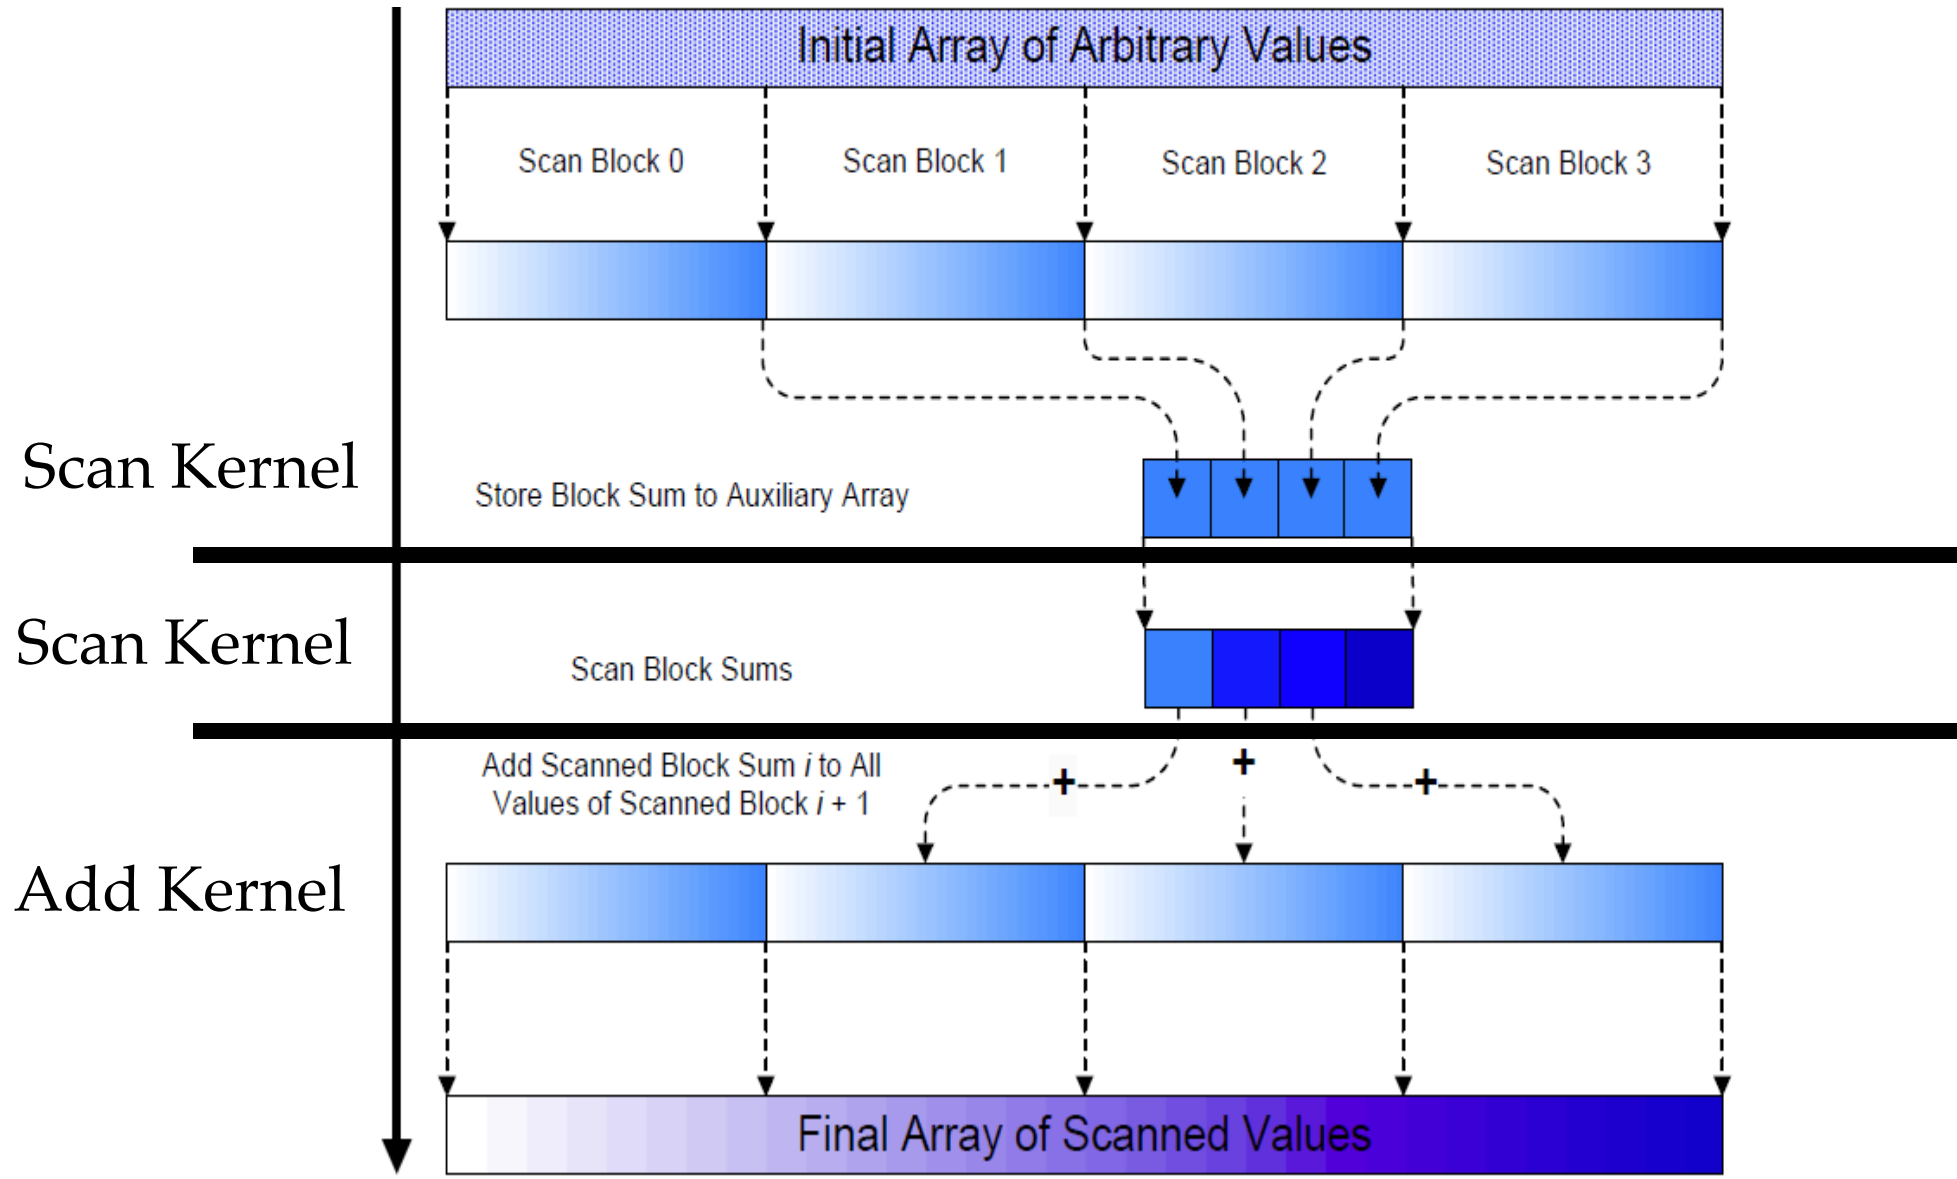 Initial Array of Arbitrary Values
Scan Block 0
Scan Block 1
Scan Block 2
Scan Block 3
Scan Kernel
Store Block Sum to Auxiliary Array
Scan Kernel
Scan Block Sums
Add Scanned Block Sum i to All
Values of Scanned Block i + 1
+
+
+
Add Kernel
Final Array of Scanned Values